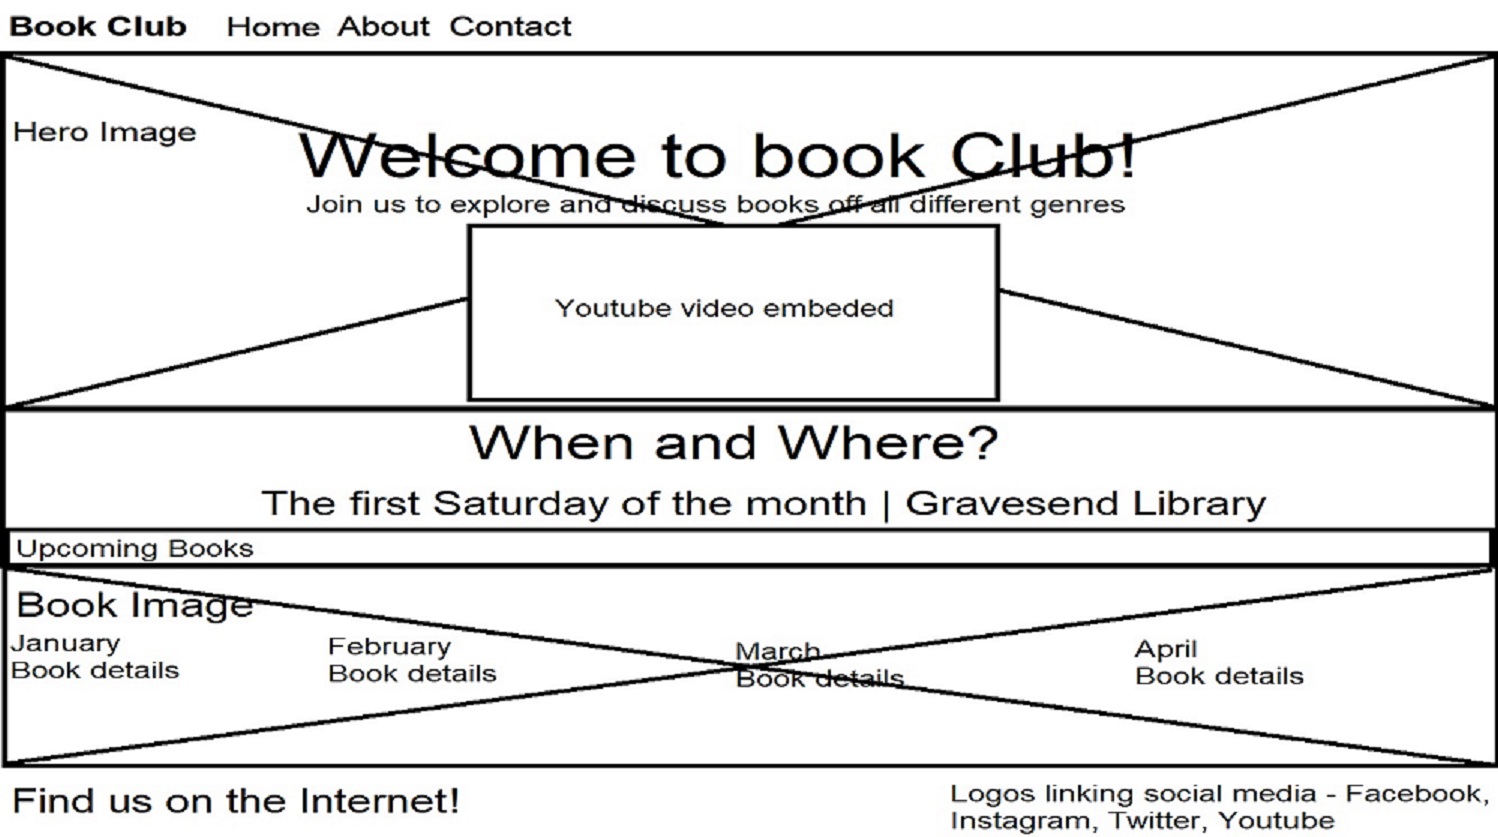 Book Club Home About Contact
Hero Image
Welcome to book Club!
Join us to explore and discuss books off all different genres
Youtube video embeded
When and Where?
The first Saturday of the month | Gravesend Library
Upcoming Books
Book Image
January
Book details
February
Book details
March
Book details
April
Book details
Find us on the Internet!
Logos linking social media - Facebook,
Instagram, Twitter, Youtube